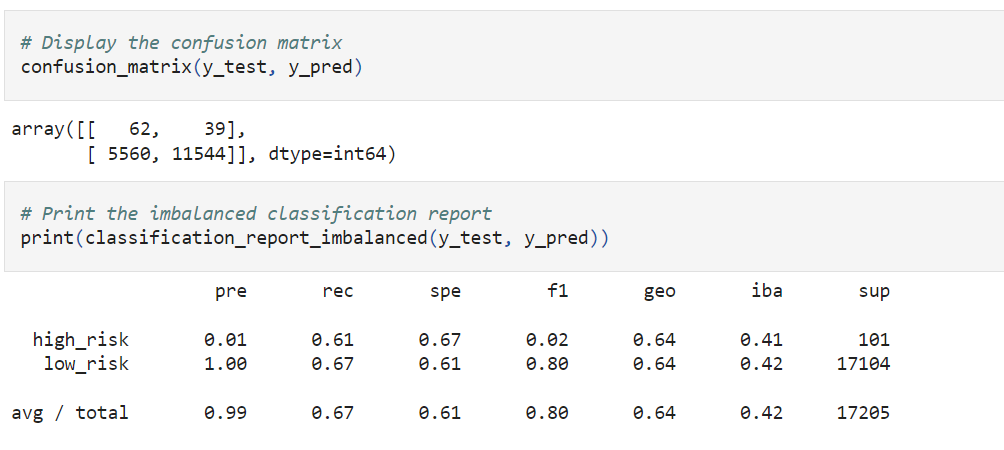 # Display the confusion matrix
confusion_matrix(y_test, y_pred)
array([[   62,    39],
       [ 5560, 11544]], dtype=int64)
# Print the imbalanced classification report
print(classification_report_imbalanced(y_test, y_pred))
                   pre       rec       spe        f1       geo       iba       sup
  high_risk       0.01      0.61      0.67      0.02      0.64      0.41       101
   low_risk       1.00      0.67      0.61      0.80      0.64      0.42     17104
avg / total       0.99      0.67      0.61      0.80      0.64      0.42     17205